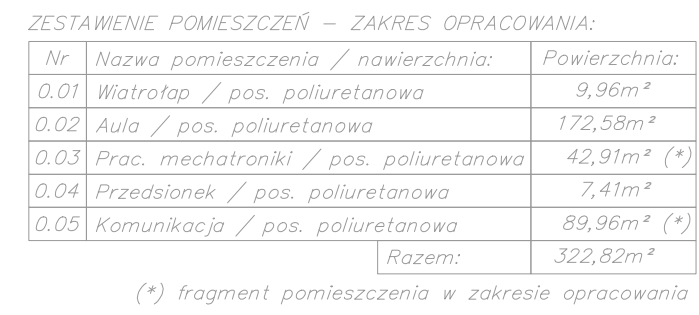 ZESTAWIENIE POMIESZCZEŃ – ZAKRES OPRACOWANIA:
Nr Nazwa pomieszczenia / nawierzchnia: Powierzchnia:
0.01 Wiatrołap / pos. poliuretanowa 9,96m²
0.02 Aula / pos. poliuretanowa 172,58m²
0.03 Prac. mechatroniki / pos. poliuretanowa 42,91m² (*)
0.04 Przedsionek / pos. poliuretanowa 7,41m²
0.05 Komunikacja / pos. poliuretanowa 89,96m² (*)
Razem: 322,82m²
(*) fragment pomieszczenia w zakresie opracowania